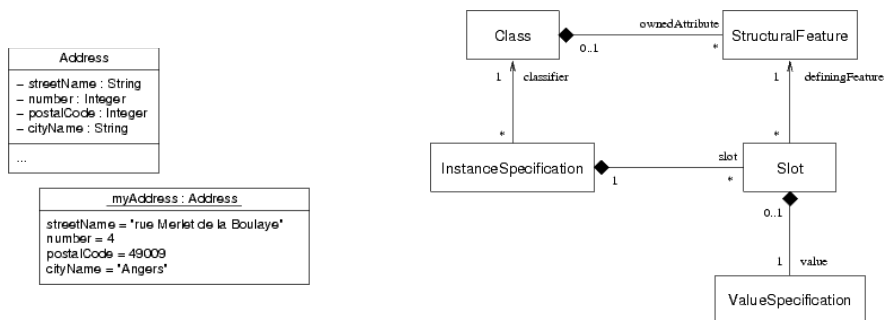 Address
– streetName : String
– number : Integer
– postalCode : Integer
– cityName : String
...
myAddress : Address
streetName = "rue Merlet de la Boulaye"
number = 4
postalCode = 49009
cityName = "Angers"
Class
ownedAttribute
StructuralFeature
0..1
*
1
classifier
1
definingFeature
*
*
InstanceSpecification
slot
Slot
1
*
0..1
1
value
ValueSpecification